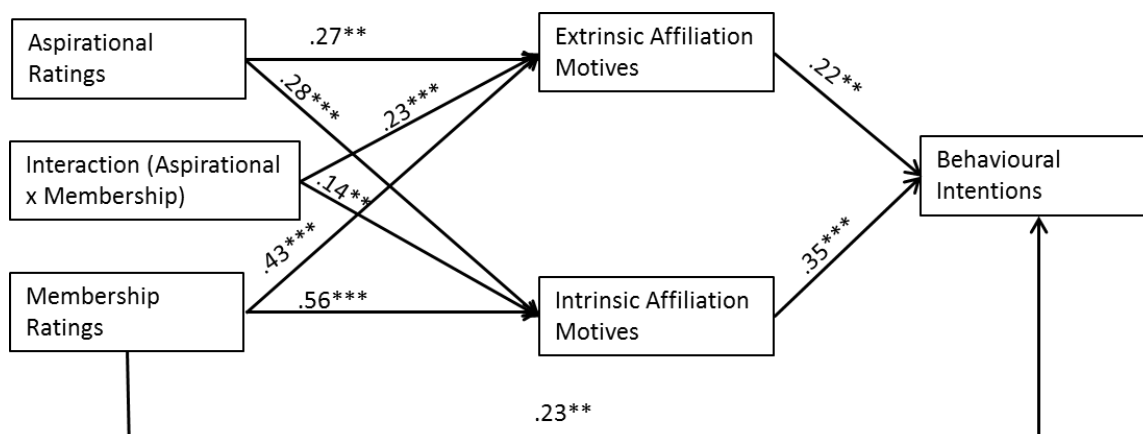 Aspirational
Ratings
.27**
Extrinsic Affiliation
Motives
.28***
.23***
.22**
Interaction (Aspirational
x Membership)
.14**
Behavioural
Intentions
.43***
.35***
Membership
Ratings
.56***
Intrinsic Affiliation
Motives
.23**